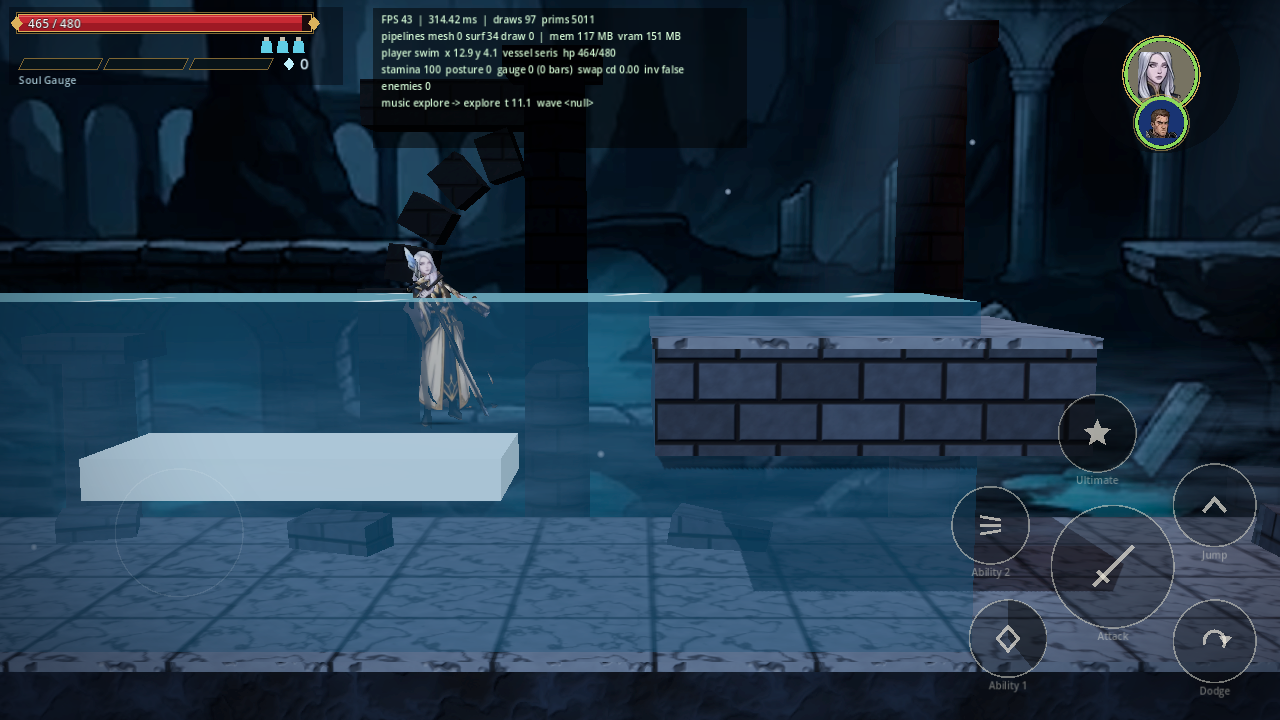 465 / 480
0
Soul Gauge
FPS 43 | 314.42 ms | draws 97 prims 5011
pipelines mesh 0 surf 34 draw 0 | mem 117 MB vram 151 MB
player swim x 12.9 y 4.1 vessel seris hp 464/480
stamina 100 posture 0 gauge 0 (0 bars) swap cd 0.00 inv false
enemies 0
music explore -> explore t 11.1 wave <null>
Ultimate
Ability 2
Jump
Attack
Ability 1
Dodge